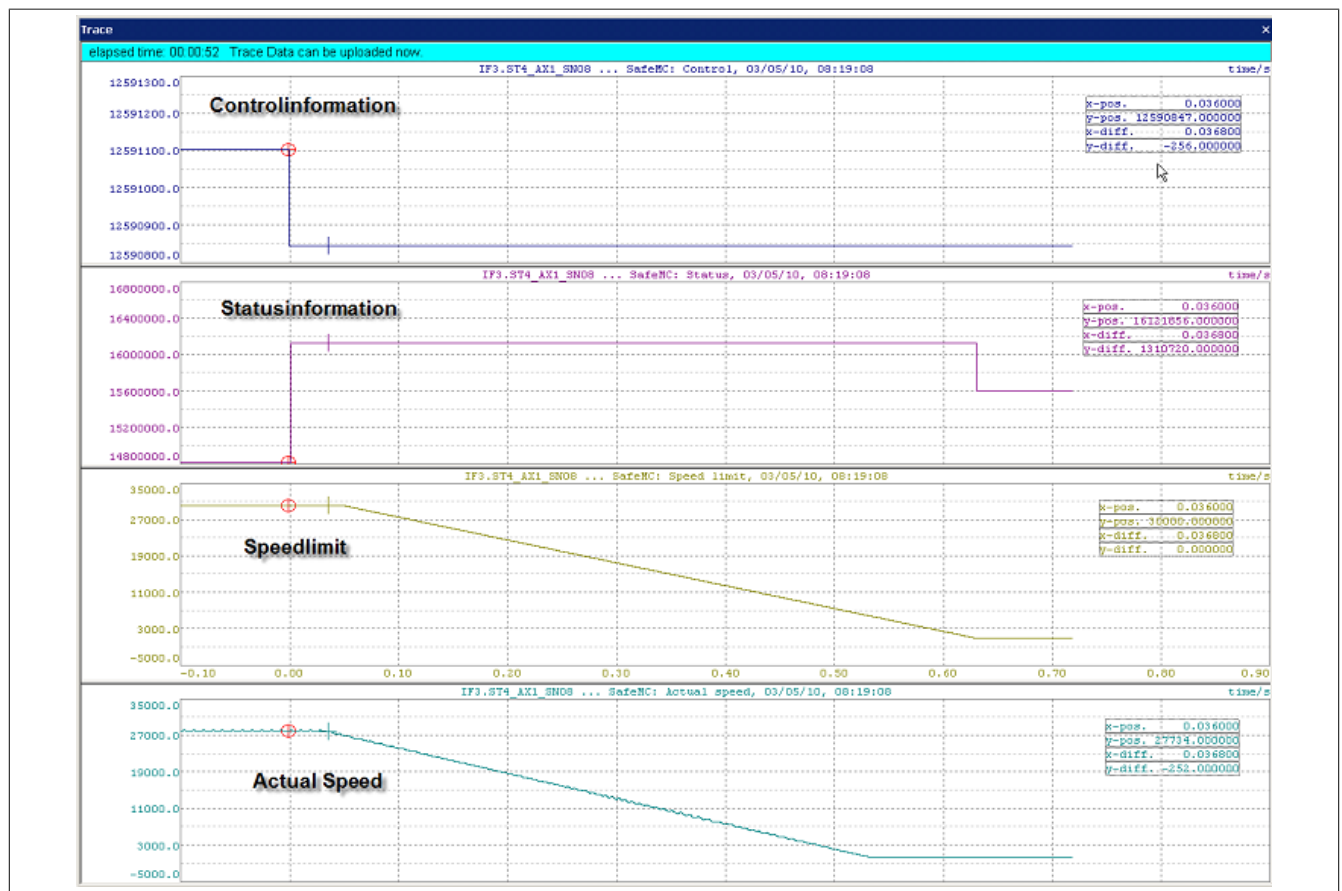 Trace
elapsed time: 00:00:52 Trace Data can be uploaded now.
IF3.ST4_AX1_SN08 ... SafeMC: Control, 03/05/10, 08:19:08 time/s
12591300.0
12591200.0
12591100.0
12591000.0
12590900.0
12590800.0
Controlinformation
x-pos. 0.036000
y-pos. 12590847.000000
x-diff. 0.036800
y-diff. -256.000000
IF3.ST4_AX1_SN08 ... SafeMC: Status, 03/05/10, 08:19:08 time/s
16800000.0
16400000.0
16000000.0
15600000.0
15200000.0
14800000.0
Statusinformation
x-pos. 0.036000
y-pos. 16121856.000000
x-diff. 0.036800
y-diff. 1310720.000000
IF3.ST4_AX1_SN08 ... SafeMC: Speed limit, 03/05/10, 08:19:08 time/s
35000.0
27000.0
19000.0
11000.0
3000.0
-5000.0
Speedlimit
x-pos. 0.036000
y-pos. 30080.000000
x-diff. 0.036800
y-diff. 0.000000
-0.10 0.00 0.10 0.20 0.30 0.40 0.50 0.60 0.70 0.80 0.90
IF3.ST4_AX1_SN08 ... SafeMC: Actual speed, 03/05/10, 08:19:08 time/s
35000.0
27000.0
19000.0
11000.0
3000.0
-5000.0
Actual Speed
x-pos. 0.036000
y-pos. 27734.000000
x-diff. 0.036800
y-diff. -252.000000